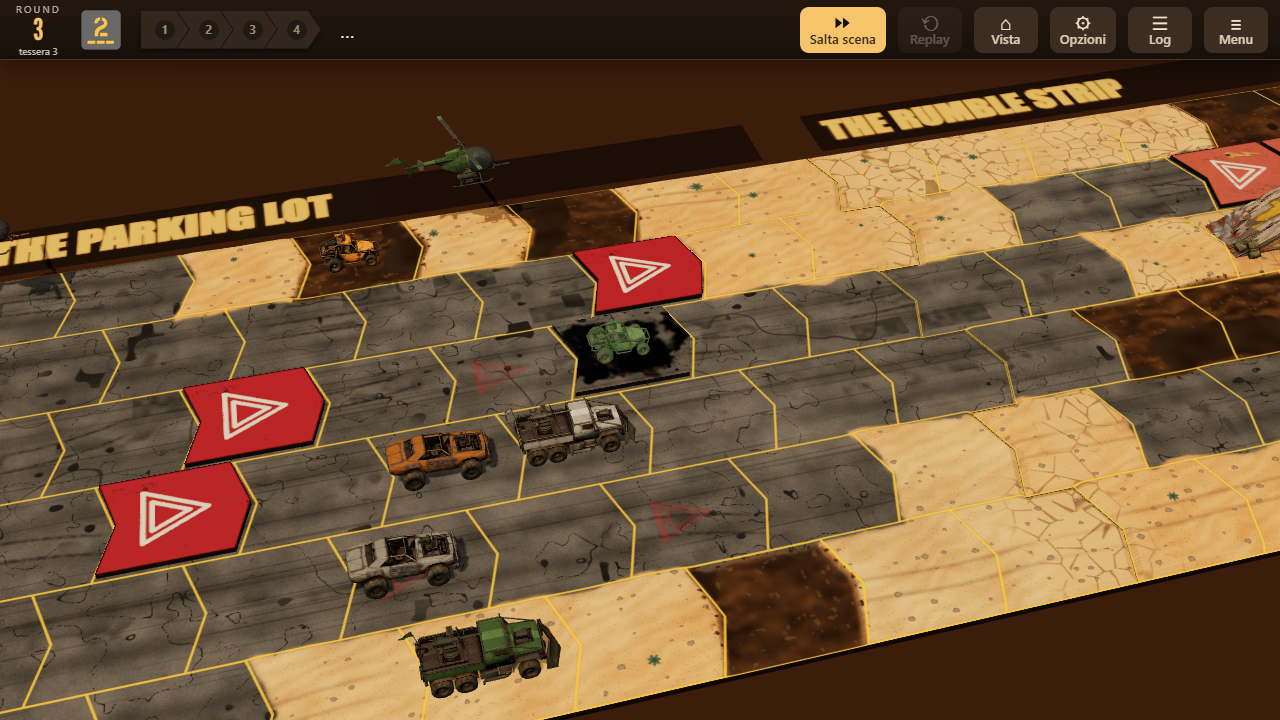 ROUND
3
tessera 3
2
1
2
3
4
...
Salta scena
Replay
Vista
Opzioni
Log
Menu
THE RUMBLE STRIP
THE PARKING LOT